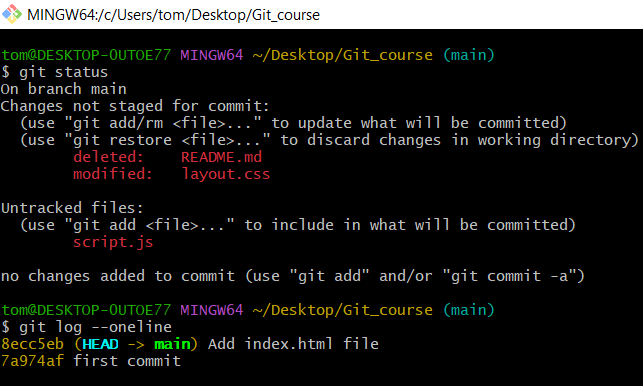 MINGW64:/c/Users/tom/Desktop/Git_course
tom@DESKTOP-OUTOE77 MINGW64 ~/Desktop/Git_course (main)
$ git status
On branch main
Changes not staged for commit:
  (use "git add/rm <file>..." to update what will be committed)
  (use "git restore <file>..." to discard changes in working directory)
        deleted:    README.md
        modified:   layout.css
Untracked files:
  (use "git add <file>..." to include in what will be committed)
        script.js
no changes added to commit (use "git add" and/or "git commit -a")
tom@DESKTOP-OUTOE77 MINGW64 ~/Desktop/Git_course (main)
$ git log --oneline
8ecc5eb (HEAD -> main) Add index.html file
7a974af first commit